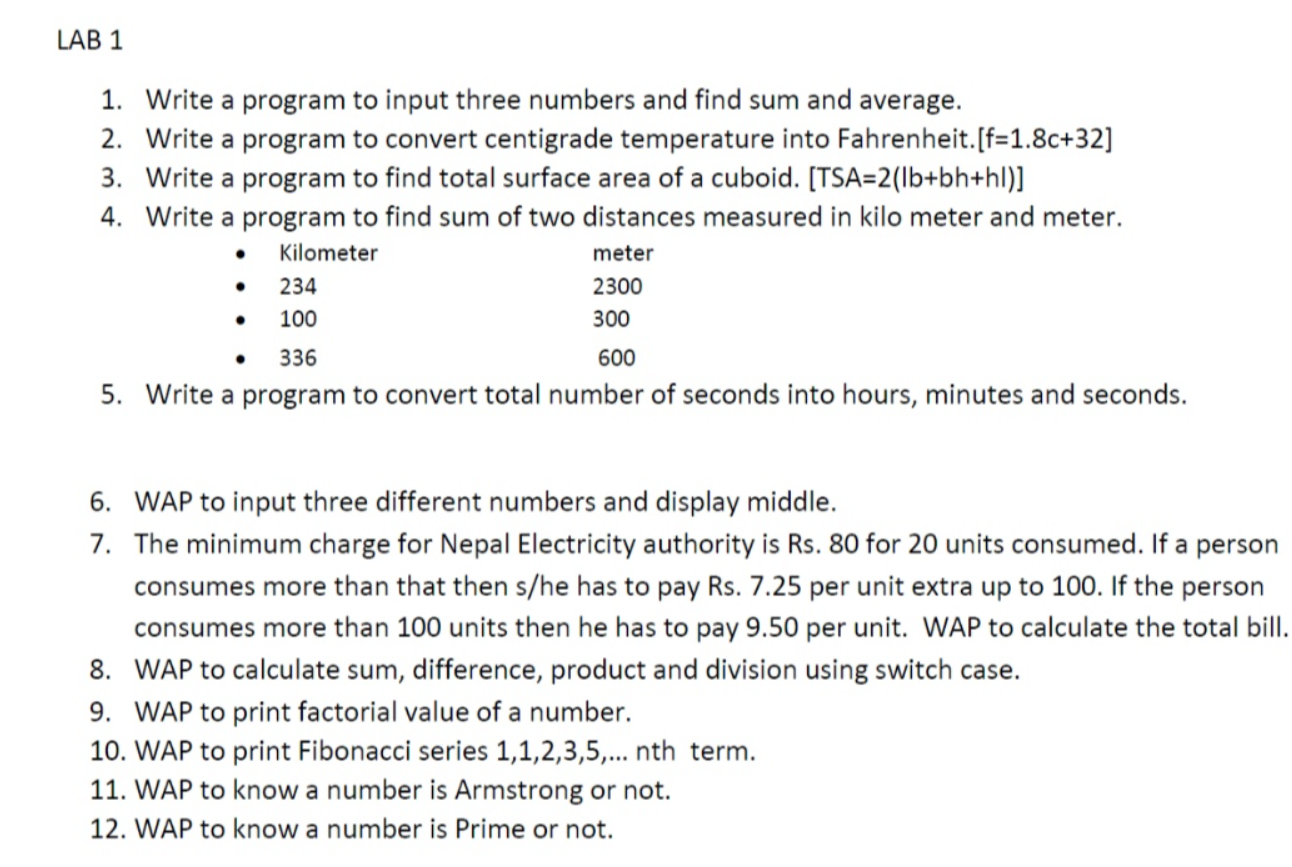 LAB 1
1. Write a program to input three numbers and find sum and average.
2. Write a program to convert centigrade temperature into Fahrenheit.[f=1.8c+32]
3. Write a program to find total surface area of a cuboid. [TSA=2(lb+bh+hl)]
4. Write a program to find sum of two distances measured in kilo meter and meter.
• Kilometer meter
• 234 2300
• 100 300
• 336 600
5. Write a program to convert total number of seconds into hours, minutes and seconds.
6. WAP to input three different numbers and display middle.
7. The minimum charge for Nepal Electricity authority is Rs. 80 for 20 units consumed. If a person
consumes more than that then s/he has to pay Rs. 7.25 per unit extra up to 100. If the person
consumes more than 100 units then he has to pay 9.50 per unit. WAP to calculate the total bill.
8. WAP to calculate sum, difference, product and division using switch case.
9. WAP to print factorial value of a number.
10. WAP to print Fibonacci series 1,1,2,3,5,... nth term.
11. WAP to know a number is Armstrong or not.
12. WAP to know a number is Prime or not.